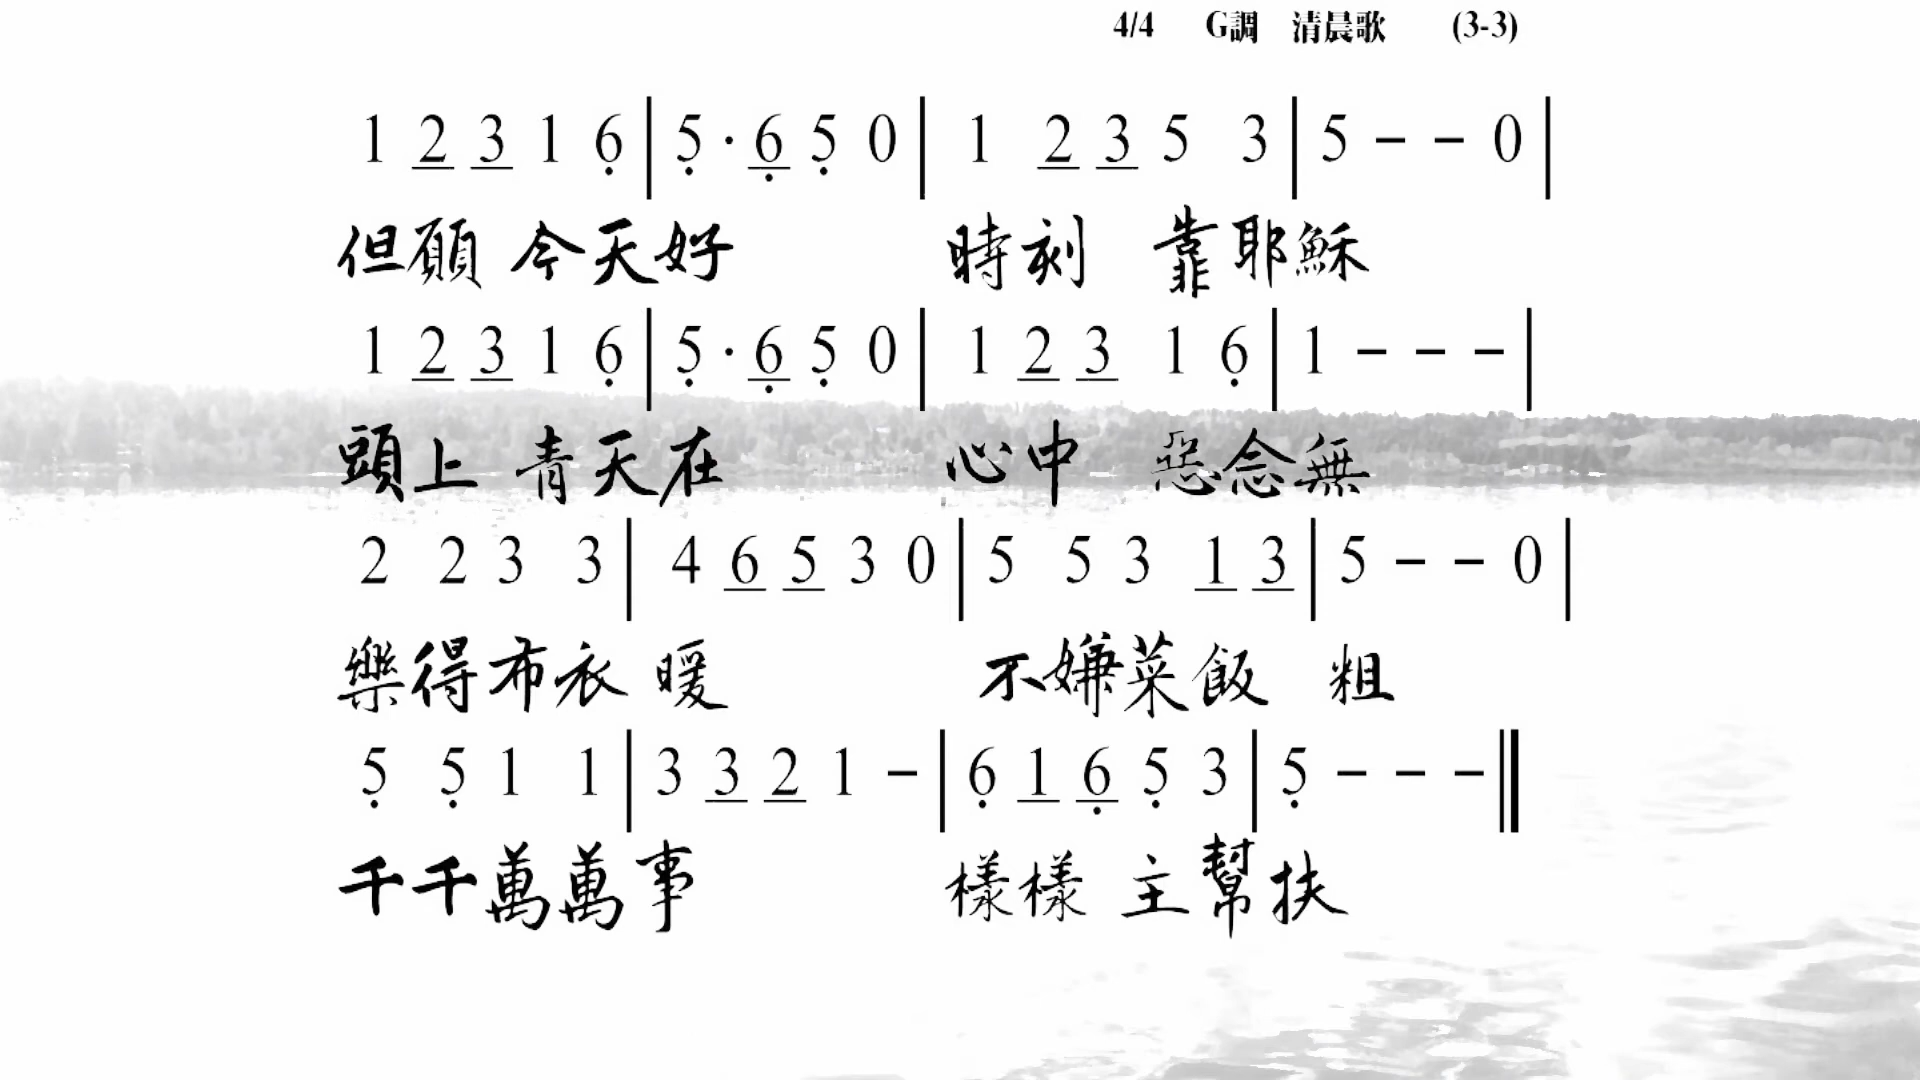 4/4 G調 清晨歌 (3-3)
1 2 3 1 6 | 5 · 6 5 0 | 1 2 3 5 3 | 5 - - 0 |
但願 今天好 時刻 靠耶穌
1 2 3 1 6 | 5 · 6 5 0 | 1 2 3 1 6 | 1 - - - |
頭上 青天在 心中 惡念無
2 2 3 3 | 4 6 5 3 0 | 5 5 3 1 3 | 5 - - 0 |
樂得布衣 暖 不嫌菜飯 粗
5 5 1 1 | 3 3 2 1 - | 6 1 6 5 3 | 5 - - - ‖
千千萬萬事 樣樣 主幫扶